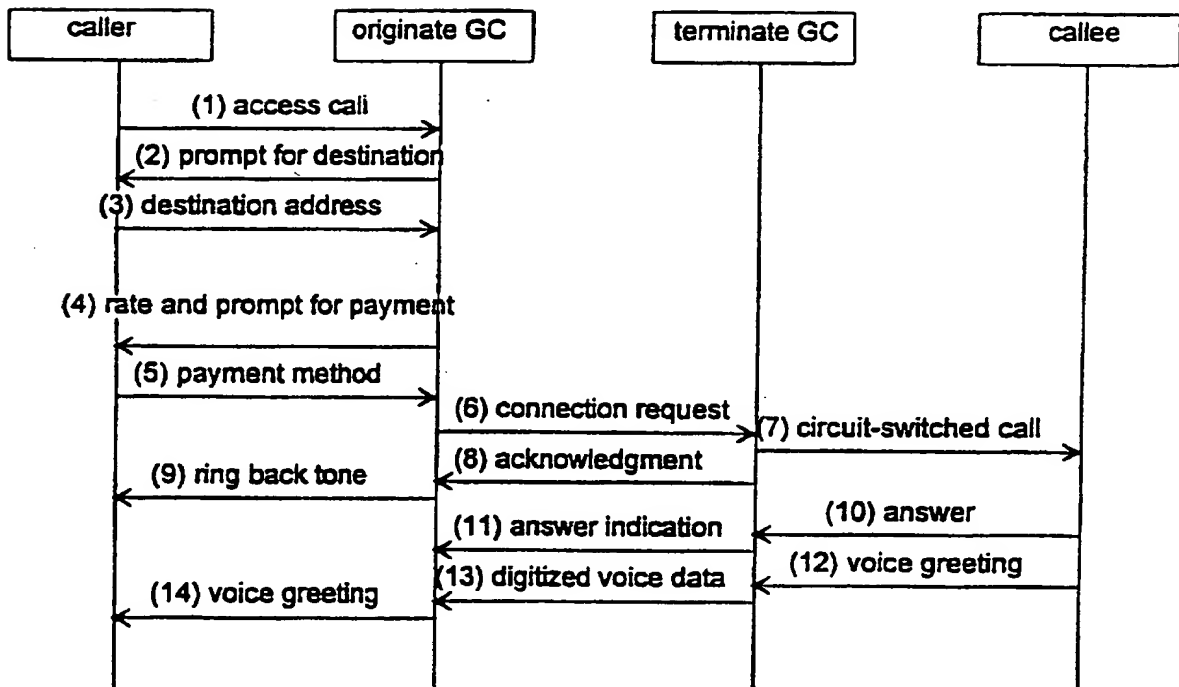 caller
originate GC
terminate GC
callee
(1) access call
(2) prompt for destination
(3) destination address
(4) rate and prompt for payment
(5) payment method
(6) connection request
(7) circuit-switched call
(8) acknowledgment
(9) ring back tone
(10) answer
(11) answer indication
(12) voice greeting
(13) digitized voice data
(14) voice greeting